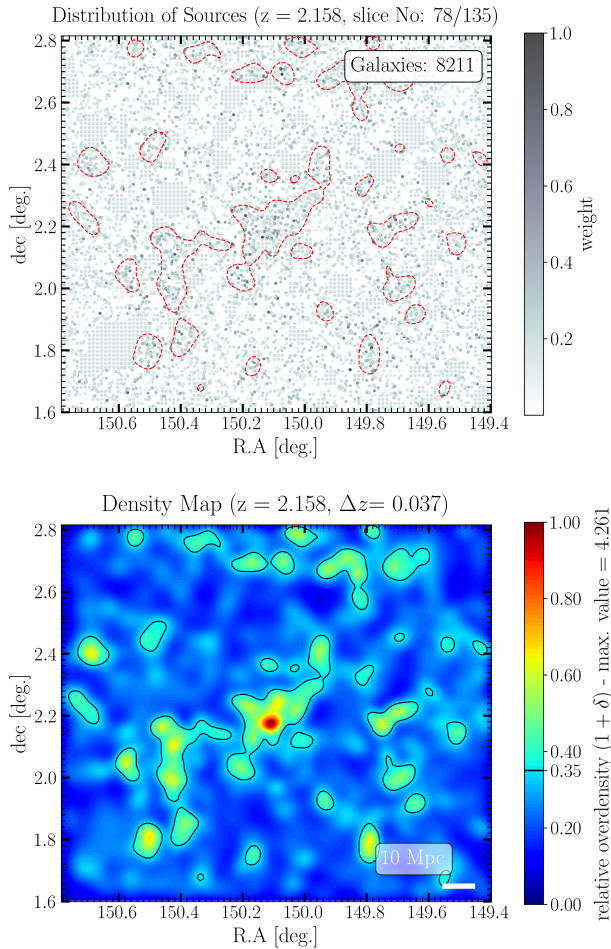 Distribution of Sources (z = 2.158, slice No: 78/135)
Galaxies: 8211
2.8
2.6
2.4
2.2
2.0
1.8
1.6
dec [deg.]
150.6 150.4 150.2 150.0 149.8 149.6 149.4
R.A [deg.]
1.0
0.8
0.6
0.4
0.2
weight
Density Map (z = 2.158, Δz= 0.037)
2.8
2.6
2.4
2.2
2.0
1.8
1.6
dec [deg.]
10 Mpc
150.6 150.4 150.2 150.0 149.8 149.6 149.4
R.A [deg.]
1.00
0.80
0.60
0.40
0.35
0.20
0.00
relative overdensity (1 + δ) - max. value = 4.261